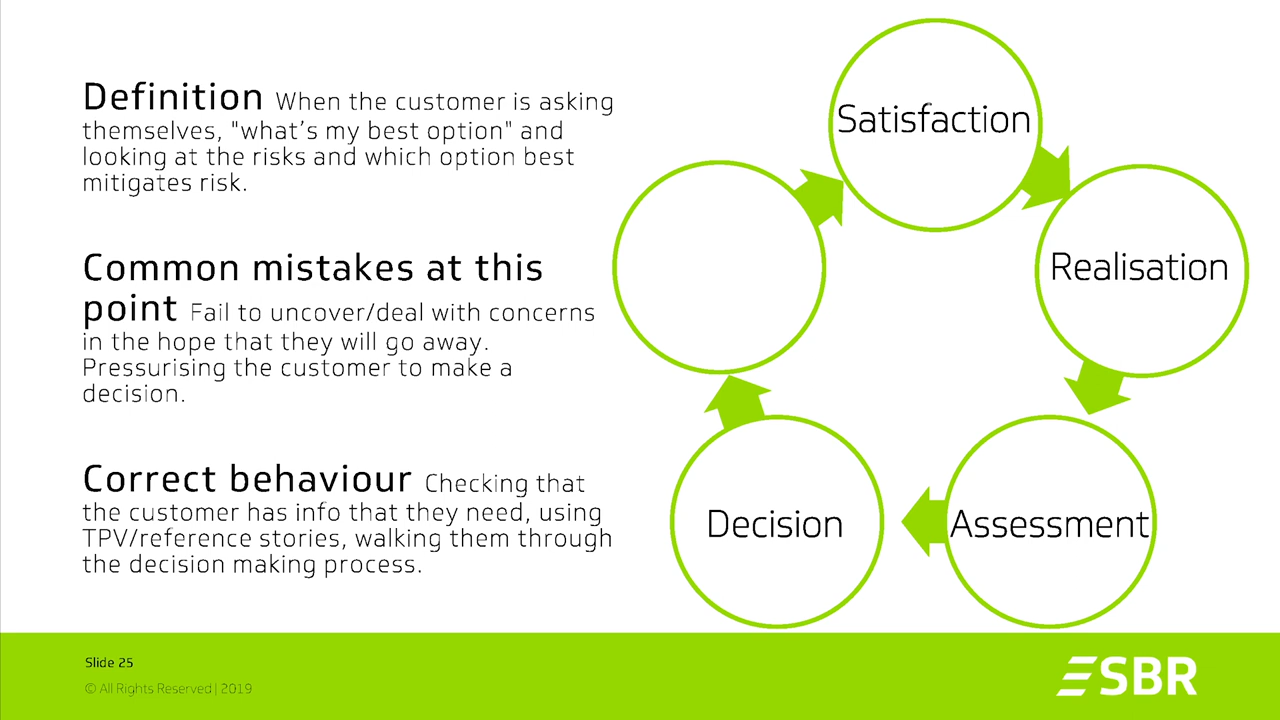 Definition When the customer is asking
themselves, "what's my best option" and
looking at the risks and which option best
mitigates risk.
Common mistakes at this
point Fail to uncover/deal with concerns
in the hope that they will go away.
Pressurising the customer to make a
decision.
Correct behaviour Checking that
the customer has info that they need, using
TPV/reference stories, walking them through
the decision making process.
Satisfaction
Realisation
Assessment
Decision
Slide 25
© All Rights Reserved | 2019
SBR